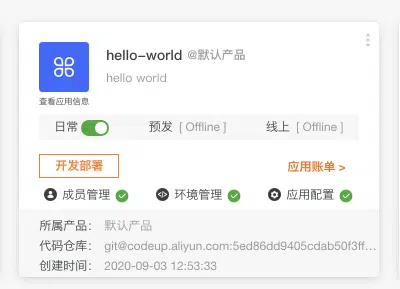 hello-world @默认产品
hello world
查看应用信息
日常 预发 [ Offline ] 线上 [ Offline ]
开发部署 应用账单 >
成员管理 环境管理 应用配置
所属产品： 默认产品
代码仓库： git@codeup.aliyun.com:5ed86dd9405cdab50f3ff...
创建时间： 2020-09-03 12:53:33